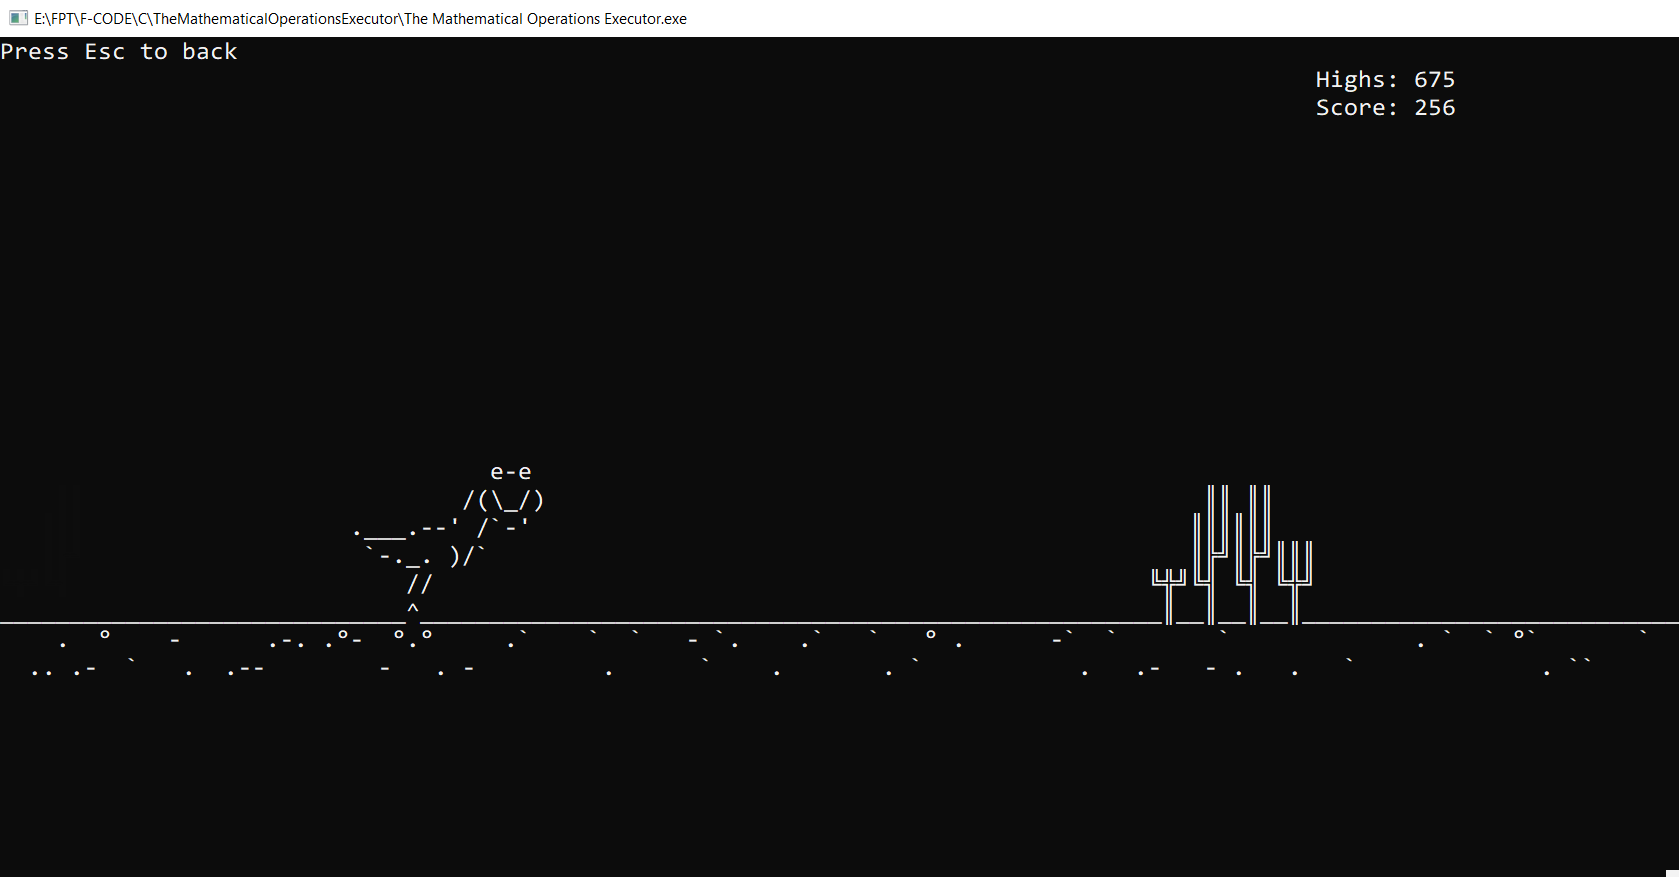 E:\FPT\F-CODE\C\TheMathematicalOperationsExecutor\The Mathematical Operations Executor.exe
Press Esc to back
Highs: 675
Score: 256